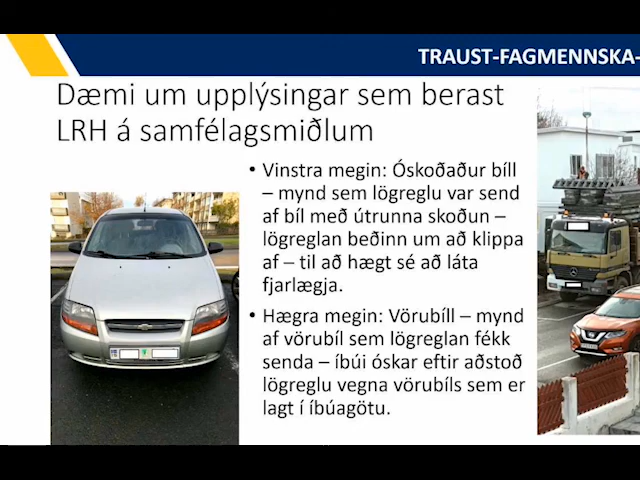 TRAUST-FAGMENNSKA-
Dæmi um upplýsingar sem berast
LRH á samfélagsmiðlum
• Vinstra megin: Óskoðaður bíll
– mynd sem lögreglu var send
af bíl með útrunna skoðun –
lögreglan beðinn um að klippa
af – til að hægt sé að láta
fjarlægja.
• Hægra megin: Vörubíll – mynd
af vörubíl sem lögreglan fékk
senda – íbúi óskar eftir aðstoð
lögreglu vegna vörubíls sem er
lagt í íbúagötu.